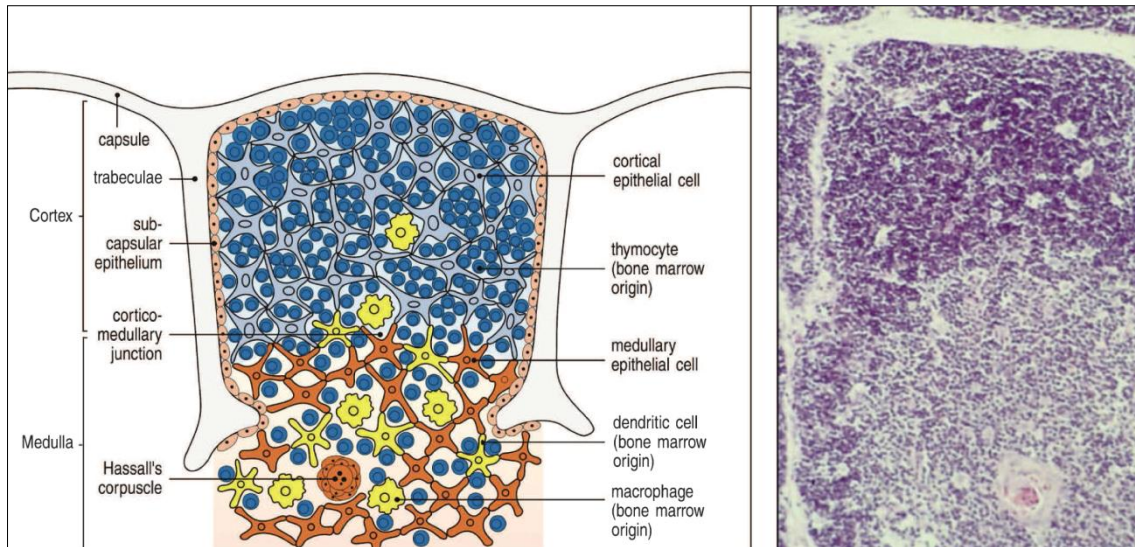 capsule
trabeculae
Cortex
sub-
capsular
epithelium
cortico-
medullary
junction
Medulla
Hassall's
corpuscle
cortical
epithelial cell
thymocyte
(bone marrow
origin)
medullary
epithelial cell
dendritic cell
(bone marrow
origin)
macrophage
(bone marrow
origin)